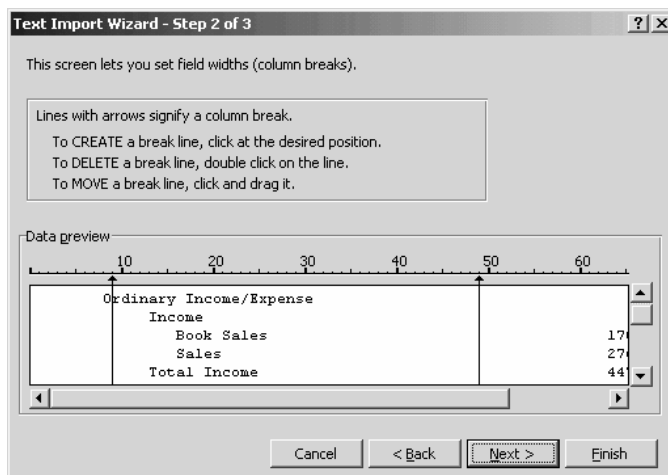 Text Import Wizard - Step 2 of 3
This screen lets you set field widths (column breaks).
Lines with arrows signify a column break.
To CREATE a break line, click at the desired position.
To DELETE a break line, double click on the line.
To MOVE a break line, click and drag it.
Data preview
10 20 30 40 50 60
Ordinary Income/Expense
Income
Book Sales 17
Sales 27
Total Income 44
Cancel < Back Next > Finish